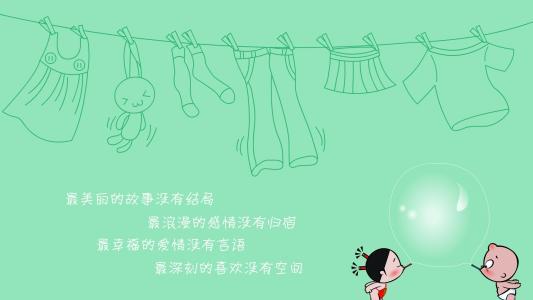 最美丽的故事没有结局
最浪漫的感情没有归宿
最幸福的爱情没有言语
最深刻的喜欢没有空间